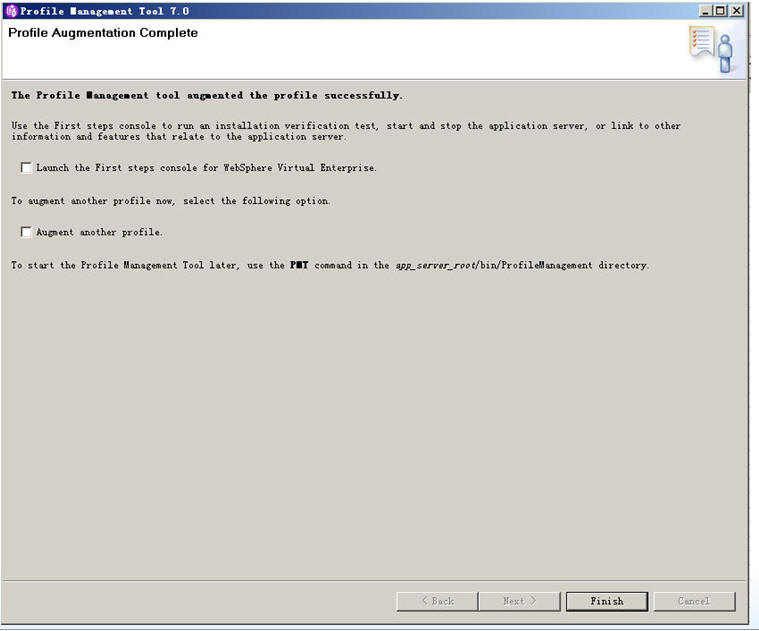 Profile Management Tool 7.0
Profile Augmentation Complete
The Profile Management tool augmented the profile successfully.
Use the First steps console to run an installation verification test, start and stop the application server, or link to other
information and features that relate to the application server.
Launch the First steps console for WebSphere Virtual Enterprise.
To augment another profile now, select the following option.
Augment another profile.
To start the Profile Management Tool later, use the PMT command in the app_server_root/bin/ProfileManagement directory.
< Back Next > Finish Cancel